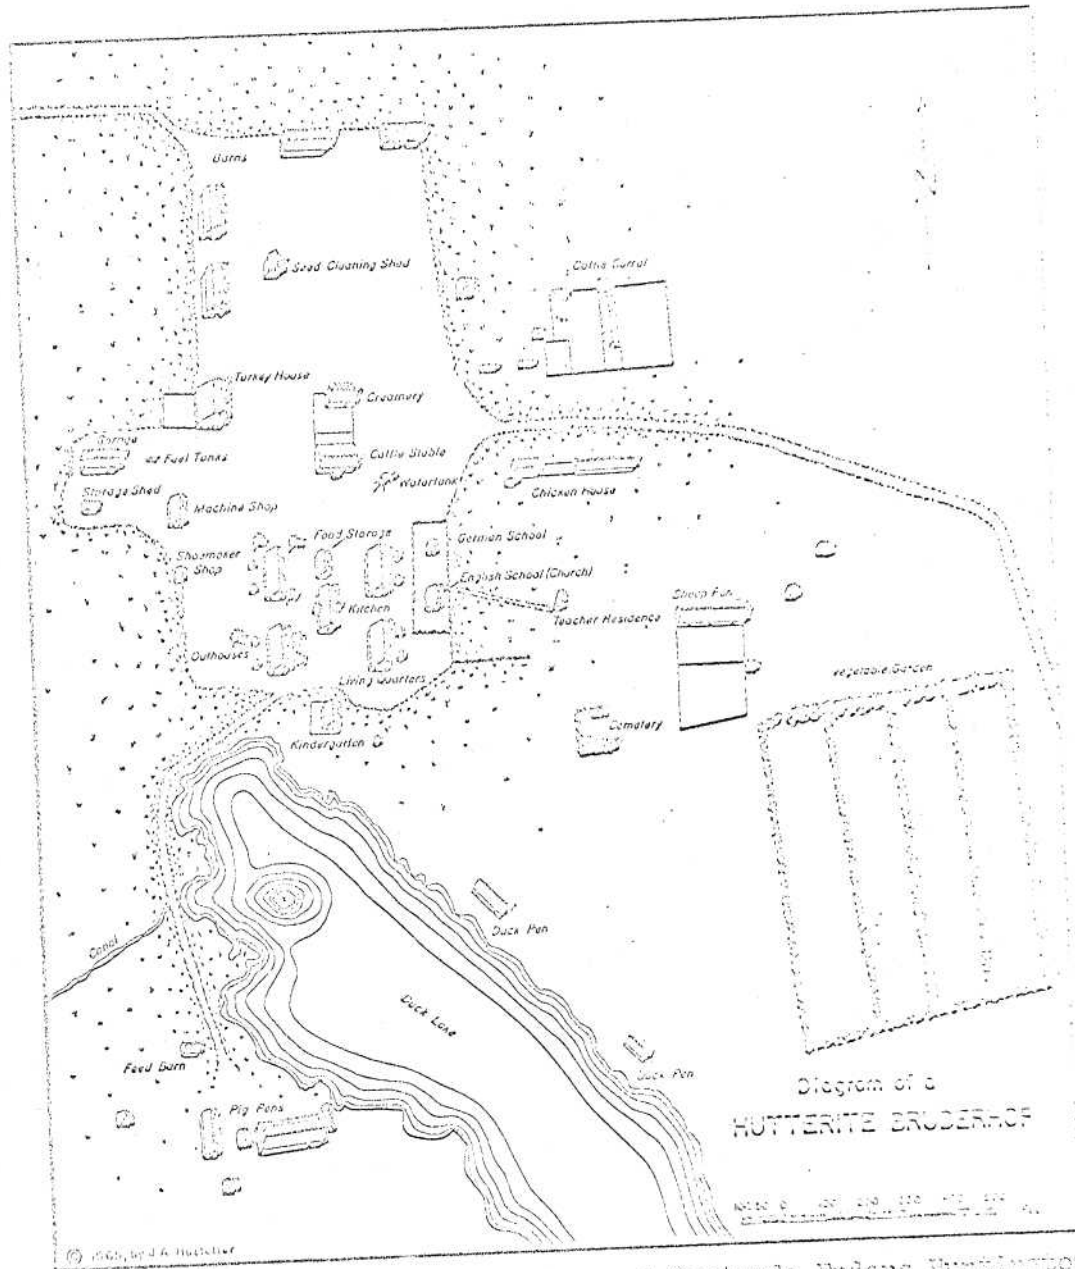 Barns
Seed Cleaning Shed
Cattle Corral
Turkey House
Creamery
Garage
Fuel Tanks
Cattle Stable
Watertank
Chicken House
Storage Shed
Machine Shop
Food Storage
German School
Shoemaker
Shop
English School (Church)
Kitchen
Teacher Residence
Sheep Pen
Outhouses
Living Quarters
Vegetable Garden
Cemetery
Kindergarten
Duck Pen
Canal
Duck Lake
Feed Barn
Duck Pen
Pig Pens
Diagram of a
HUTTERITE BRUDERHOF